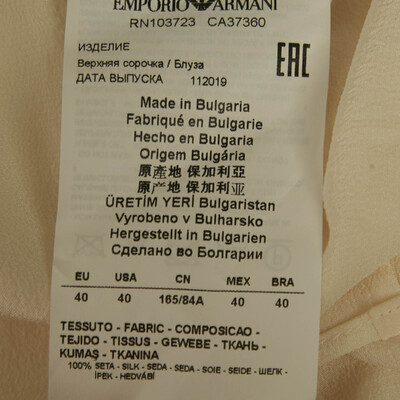 EMPORIO ARMANI
RN103723 CA37360
ИЗДЕЛИЕ
Верхняя сорочка / Блуза
ДАТА ВЫПУСКА 112019
EAC
Made in Bulgaria
Fabriqué en Bulgarie
Hecho en Bulgaria
Origem Bulgária
原產地 保加利亞
原产地 保加利亚
ÜRETİM YERİ Bulgaristan
Vyrobeno v Bulharsko
Hergestellt in Bulgarien
Сделано во Болгарии
EU USA CN MEX BRA
40 40 165/84A 40 40
TESSUTO - FABRIC - COMPOSICAO -
TEJIDO - TISSUS - GEWEBE - ТКАНЬ -
KUMAŞ - TKANINA
100% SETA - SILK - SEDA - SEDA - SOIE - SEIDE - ШЕЛК -
İPEK - HEDVÁBÍ